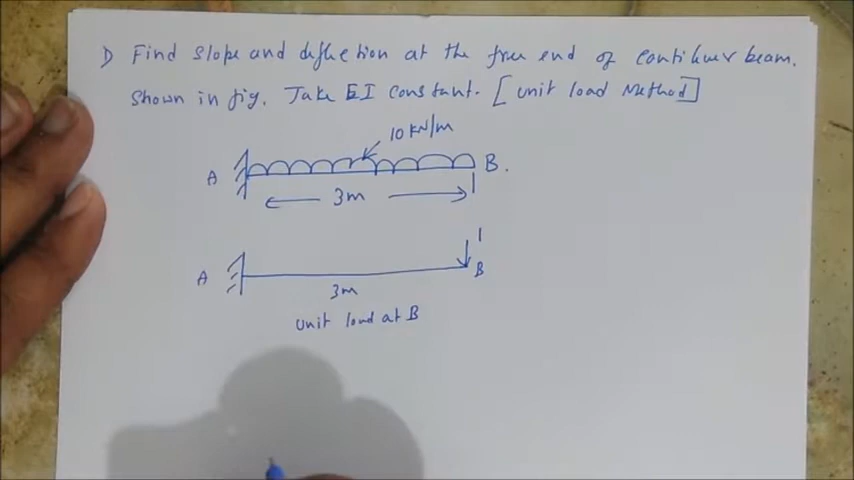 1) Find slope and deflection at the free end of cantilever beam.
shown in fig. Take EI constant. [unit load Method]
10 kN/m
A
B.
3m
1
A
B
3m
unit load at B